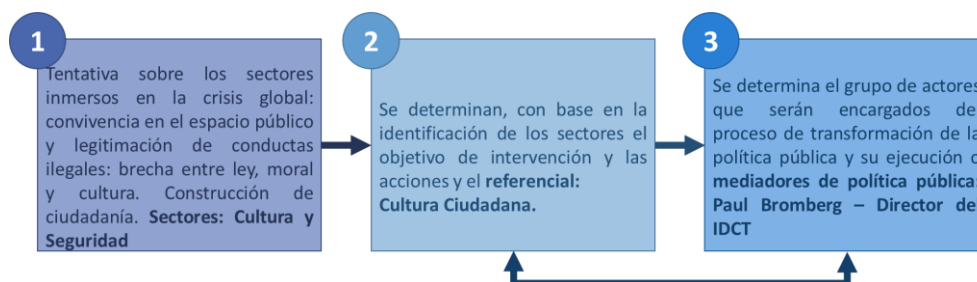 1
Tentativa sobre los sectores
inmersos en la crisis global:
convivencia en el espacio público
y legitimación de conductas
ilegales: brecha entre ley, moral
y cultura. Construcción de
ciudadanía. Sectores: Cultura y
Seguridad
2
Se determinan, con base en la
identificación de los sectores el
objetivo de intervención y las
acciones y el referencial:
Cultura Ciudadana.
3
Se determina el grupo de actores
que serán encargados de
proceso de transformación de la
política pública y su ejecución o
mediadores de política pública:
Paul Bromberg – Director de
IDCT